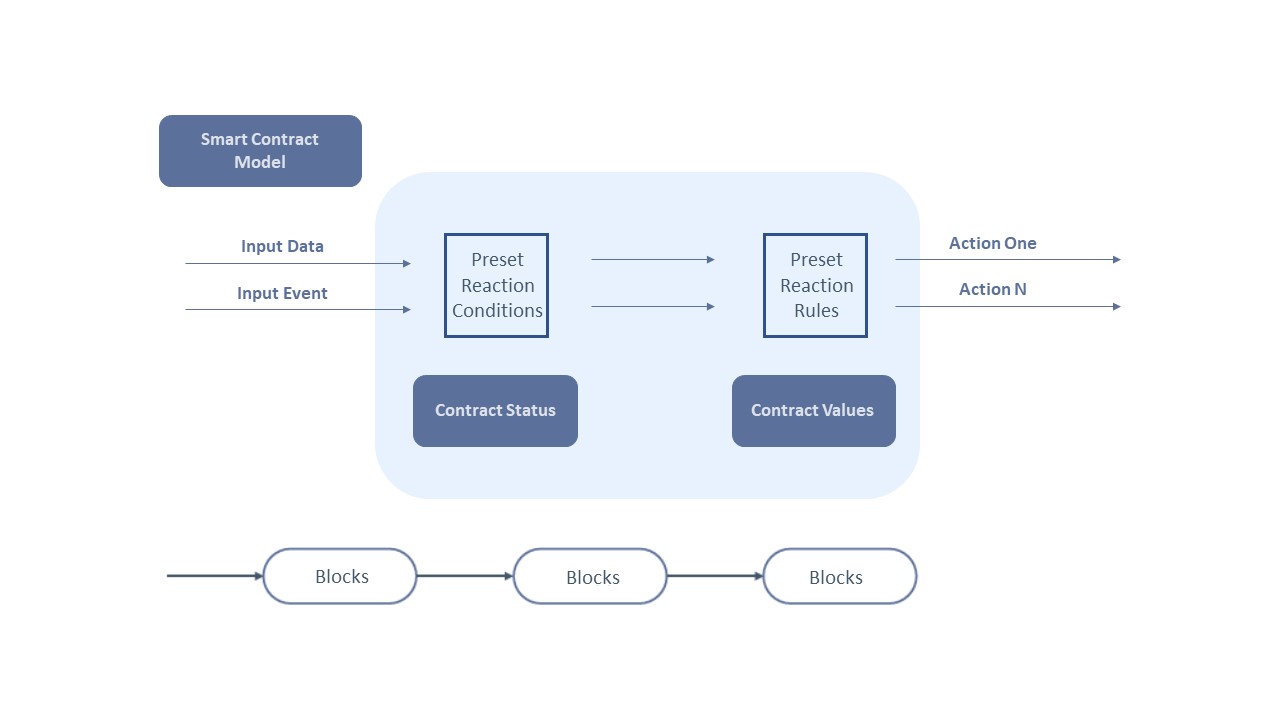 Smart Contract
Model
Input Data
Input Event
Preset
Reaction
Conditions
Preset
Reaction
Rules
Action One
Action N
Contract Status
Contract Values
Blocks
Blocks
Blocks